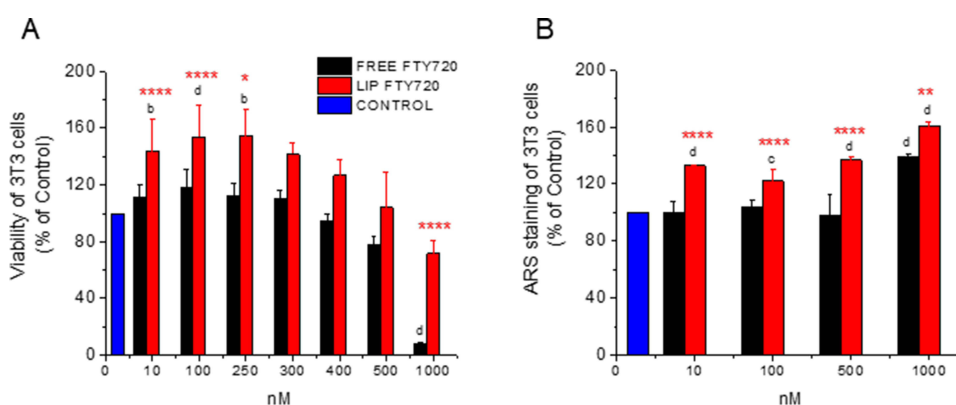 A
Viability of 3T3 cells
(% of Control)
200
160
120
80
40
0
**** **** * ****
b d b d
FREE FTY720
LIP FTY720
CONTROL
0 10 100 250 300 400 500 1000
nM
B
ARS staining of 3T3 cells
(% of Control)
200
160
120
80
40
0
**** **** **** **
d c d d d
0 10 100 500 1000
nM